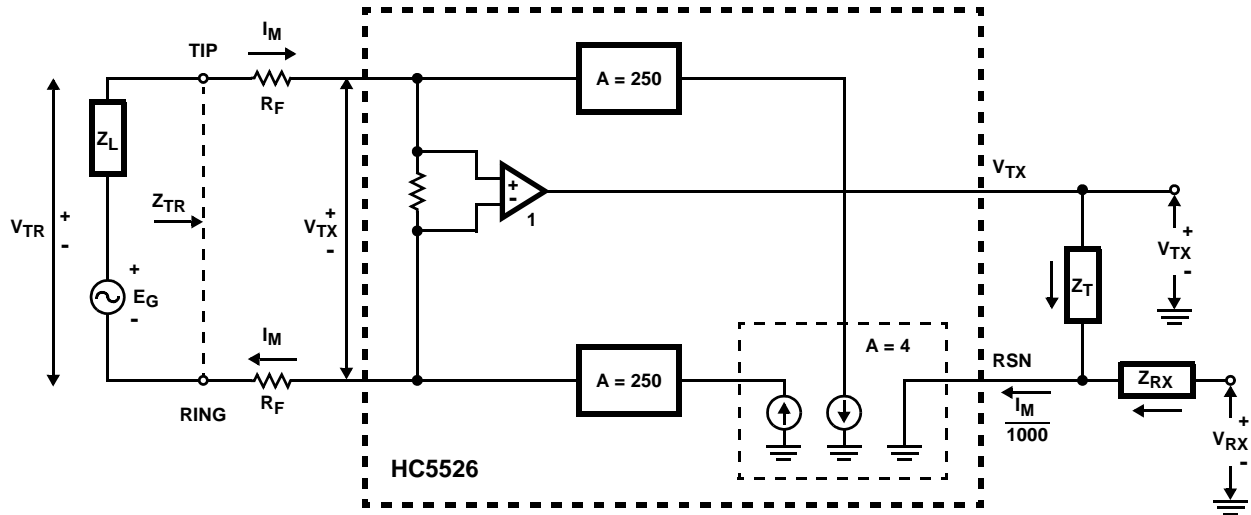 I_M
TIP
R_F
A = 250
Z_L
V_TX
Z_TR
V_TR
+
-
V_TX
+
-
+
-
1
Z_T
V_TX
+
-
E_G
+
-
I_M
A = 4
A = 250
RSN
Z_RX
RING
R_F
I_M
1000
V_RX
+
-
HC5526